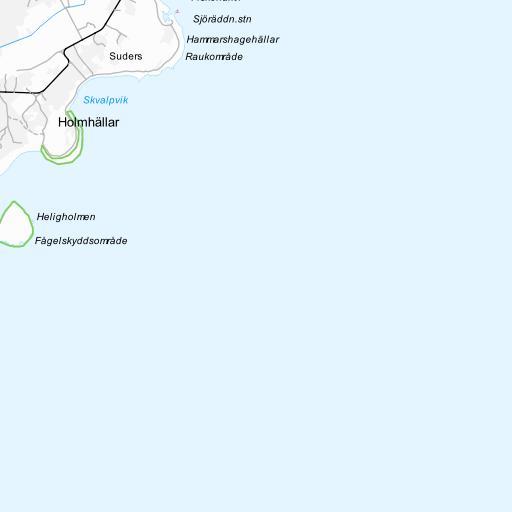 Sjöräddn.stn
Hammarshagehällar
Suders
Raukområde
Skvalpvik
Holmhällar
Heligholmen
Fågelskyddsområde